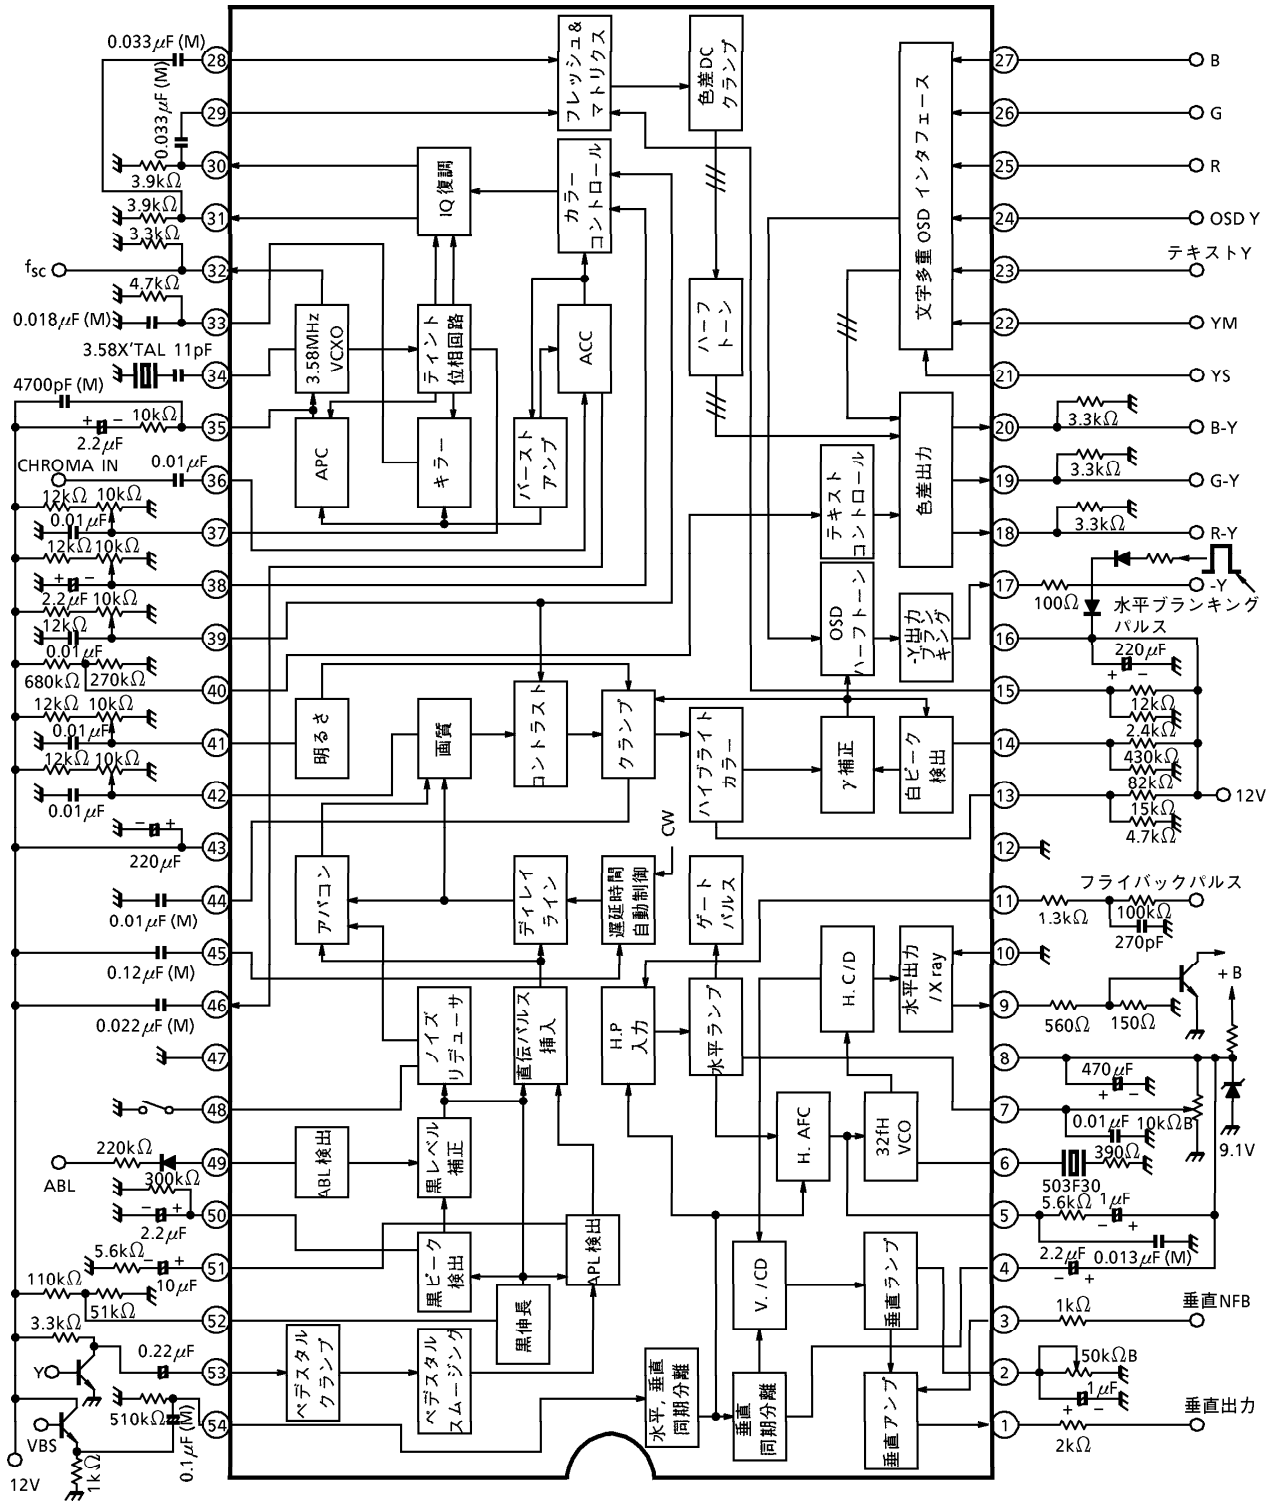 0.033μF(M)
28
0.033μF(M)
29
30
3.9kΩ
3.9kΩ
31
3.3kΩ
fSC
32
4.7kΩ
0.018μF(M)
33
3.58X'TAL 11pF
34
4700pF(M)
+ −
10kΩ
2.2μF
35
CHROMA IN
0.01μF
36
12kΩ 10kΩ
0.01μF
37
12kΩ 10kΩ
+ −
38
2.2μF 10kΩ
12kΩ
39
0.01μF
680kΩ 270kΩ
40
12kΩ 10kΩ
0.01μF
41
12kΩ 10kΩ
0.01μF
42
− +
220μF
43
44
0.01μF(M)
45
0.12μF(M)
46
0.022μF(M)
47
48
220kΩ
ABL
49
300kΩ
− +
2.2μF
50
5.6kΩ − +
10μF
51
110kΩ
51kΩ
52
3.3kΩ
0.22μF
Y
53
510kΩ
0.1μF(M)
54
VBS
1kΩ
12V
フレッシュ&
マトリクス
色差DC
クランプ
IQ復調
カラー
コントロール
3.58MHz
VCXO
ティント
位相回路
ACC
ハーフ
トーン
文字多重OSDインタフェース
APC
キラー
バースト
アンプ
テキスト
コントロール
色差出力
OSD
ハーフトーン
-Y出力
ブラン
キング
明るさ
画質
コントラスト
クランプ
ハイブライト
カラー
γ補正
白ピーク
検出
CW
アパコン
ディレイ
ライン
遅延時間
自動制御
ゲート
パルス
ノイズ
リデューサ
直伝パルス
挿入
H.P
入力
水平ランプ
H.C/D
水平出力
/Xray
ABL検出
黒レベル
補正
H.AFC
32fH
VCO
黒ピーク
検出
APL検出
黒伸長
V./CD
垂直ランプ
ペデスタル
クランプ
ペデスタル
スムージング
水平,垂直
同期分離
垂直
同期分離
垂直アンプ
27
B
26
G
25
R
24
OSD Y
テキストY
23
22
YM
21
YS
20
3.3kΩ
B-Y
19
3.3kΩ
G-Y
18
3.3kΩ
R-Y
17
100Ω
-Y
水平ブランキング
パルス
16
220μF
+ −
15
12kΩ
2.4kΩ
14
430kΩ
82kΩ
13
12V
15kΩ
4.7kΩ
12
フライバックパルス
11
1.3kΩ
100kΩ
270pF
10
+B
9
560Ω
150Ω
8
470μF
+ −
7
0.01μF 10kΩB
9.1V
6
390Ω
503F30
5.6kΩ 1μF
− +
5
0.013μF(M)
4
2.2μF
− +
垂直NFB
3
1kΩ
2
50kΩB
1μF
+ −
垂直出力
1
2kΩ